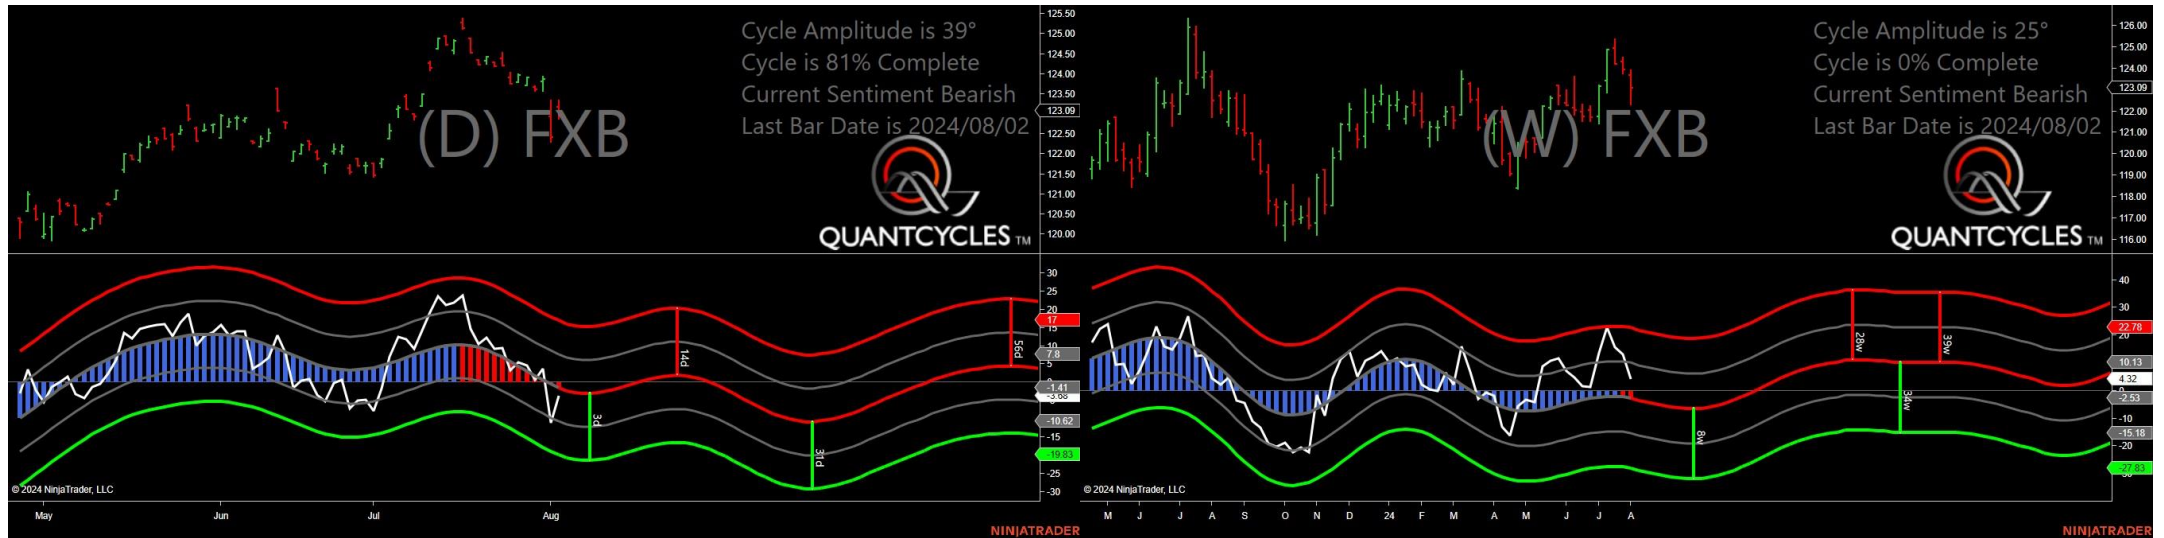 Cycle Amplitude is 39°
Cycle is 81% Complete
Current Sentiment Bearish
Last Bar Date is 2024/08/02
(D) FXB
QUANTCYCLES TM
125.50
125.00
124.50
124.00
123.50
123.09
122.50
122.00
121.50
121.00
120.50
120.00
30
25
20
17
15
10
7.8
5
-1.41
-3.68
-10.62
-15
-19.83
-25
-30
3d
14d
31d
56d
© 2024 NinjaTrader, LLC
May Jun Jul Aug
NINJATRADER
Cycle Amplitude is 25°
Cycle is 0% Complete
Current Sentiment Bearish
Last Bar Date is 2024/08/02
(W) FXB
QUANTCYCLES TM
126.00
125.00
124.00
123.09
122.00
121.00
120.00
119.00
118.00
117.00
116.00
40
30
22.78
20
10.13
4.32
0
-2.53
-10
-15.18
-20
-27.83
8w
28w
34w
39w
© 2024 NinjaTrader, LLC
M J J A S O N D 24 F M A M J J A
NINJATRADER